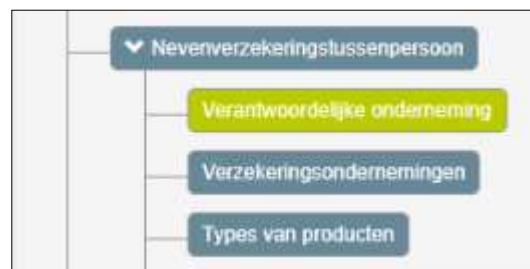 Nevenverzekeringstussenpersoon
Verantwoordelijke onderneming
Verzekeringsondernemingen
Types van producten